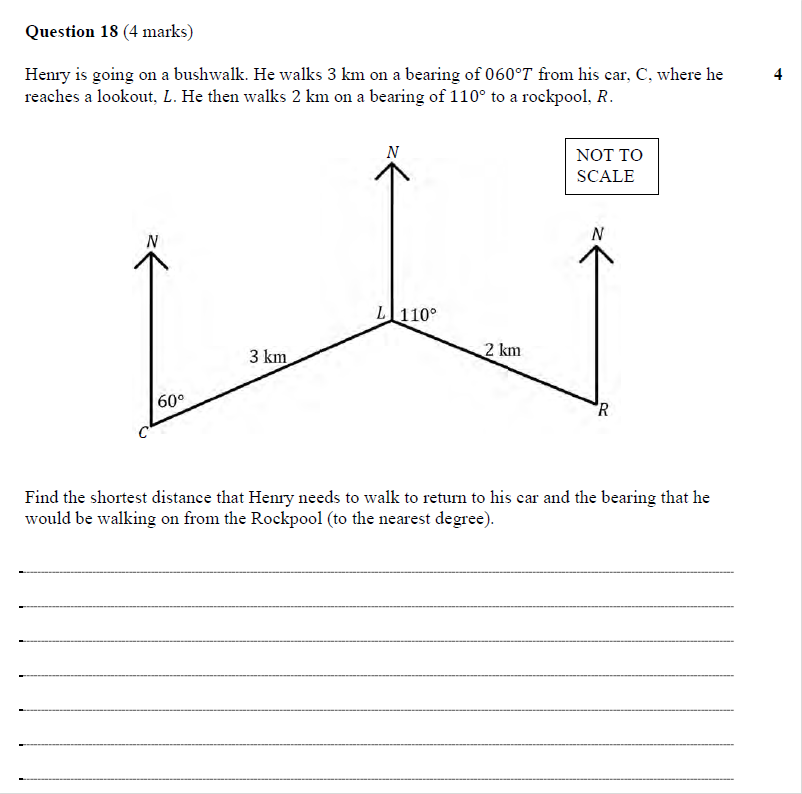 Question 18 (4 marks)
Henry is going on a bushwalk. He walks 3 km on a bearing of 060°T from his car, C, where he 4
reaches a lookout, L. He then walks 2 km on a bearing of 110° to a rockpool, R.
N
NOT TO
SCALE
N
N
L 110°
3 km
2 km
60°
R
C
Find the shortest distance that Henry needs to walk to return to his car and the bearing that he
would be walking on from the Rockpool (to the nearest degree).